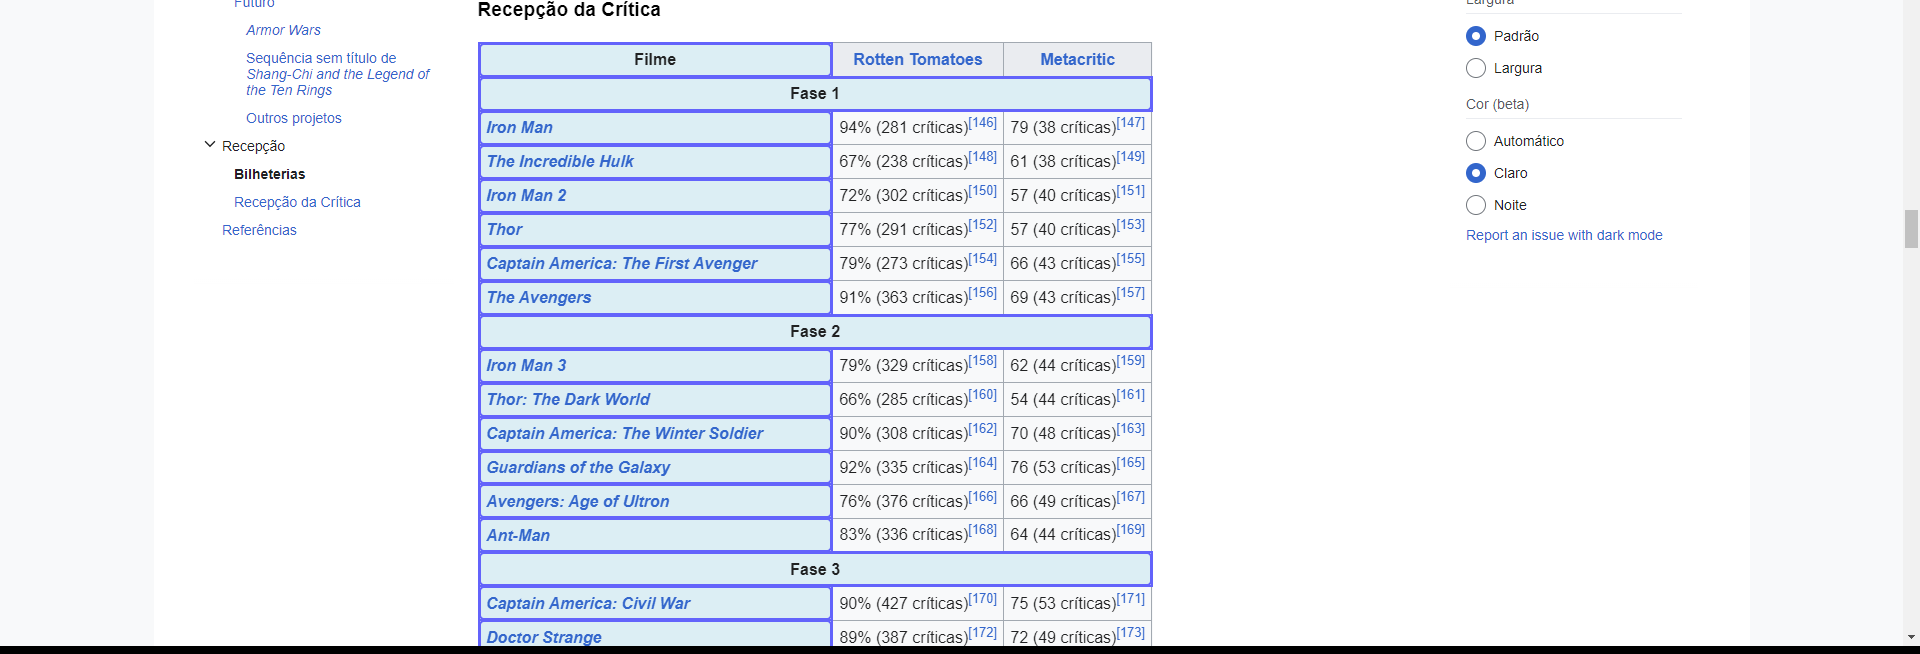 Futuro
Armor Wars
Sequência sem título de
Shang-Chi and the Legend of
the Ten Rings
Outros projetos
Recepção
Bilheterias
Recepção da Crítica
Referências
Recepção da Crítica
Filme Rotten Tomatoes Metacritic
Fase 1
Iron Man 94% (281 críticas)[146] 79 (38 críticas)[147]
The Incredible Hulk 67% (238 críticas)[148] 61 (38 críticas)[149]
Iron Man 2 72% (302 críticas)[150] 57 (40 críticas)[151]
Thor 77% (291 críticas)[152] 57 (40 críticas)[153]
Captain America: The First Avenger 79% (273 críticas)[154] 66 (43 críticas)[155]
The Avengers 91% (363 críticas)[156] 69 (43 críticas)[157]
Fase 2
Iron Man 3 79% (329 críticas)[158] 62 (44 críticas)[159]
Thor: The Dark World 66% (285 críticas)[160] 54 (44 críticas)[161]
Captain America: The Winter Soldier 90% (308 críticas)[162] 70 (48 críticas)[163]
Guardians of the Galaxy 92% (335 críticas)[164] 76 (53 críticas)[165]
Avengers: Age of Ultron 76% (376 críticas)[166] 66 (49 críticas)[167]
Ant-Man 83% (336 críticas)[168] 64 (44 críticas)[169]
Fase 3
Captain America: Civil War 90% (427 críticas)[170] 75 (53 críticas)[171]
Doctor Strange 89% (387 críticas)[172] 72 (49 críticas)[173]
Largura
Padrão
Largura
Cor (beta)
Automático
Claro
Noite
Report an issue with dark mode